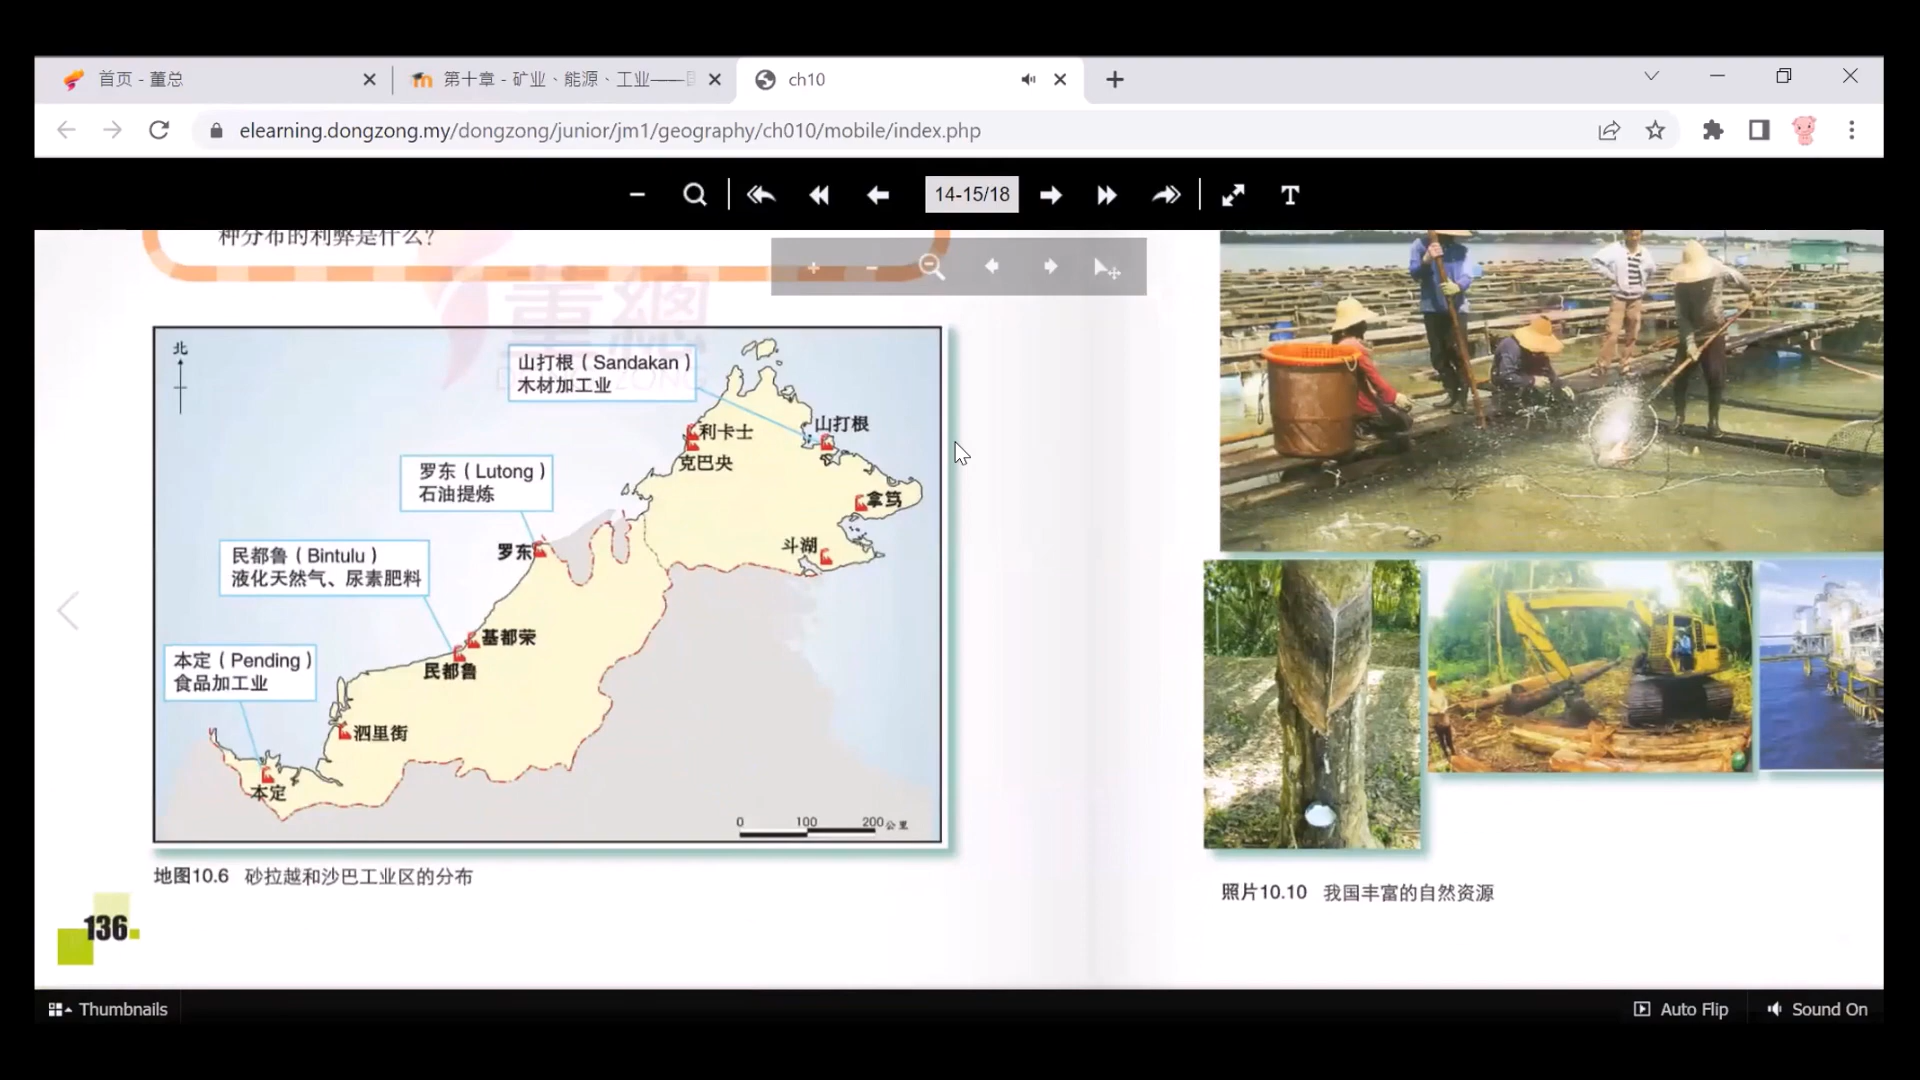 首页 - 董总
第十章 - 矿业、能源、工业——
ch10
elearning.dongzong.my/dongzong/junior/jm1/geography/ch010/mobile/index.php
14-15/18
种分布的利弊是什么？
董總
DONG ZONG
北
山打根（Sandakan）
木材加工业
山打根
利卡士
克巴央
罗东（Lutong）
石油提炼
拿笃
斗湖
罗东
民都鲁（Bintulu）
液化天然气、尿素肥料
基都荣
民都鲁
本定（Pending）
食品加工业
泗里街
本定
0 100 200 公里
地图10.6 砂拉越和沙巴工业区的分布
照片10.10 我国丰富的自然资源
136
Thumbnails
Auto Flip
Sound On